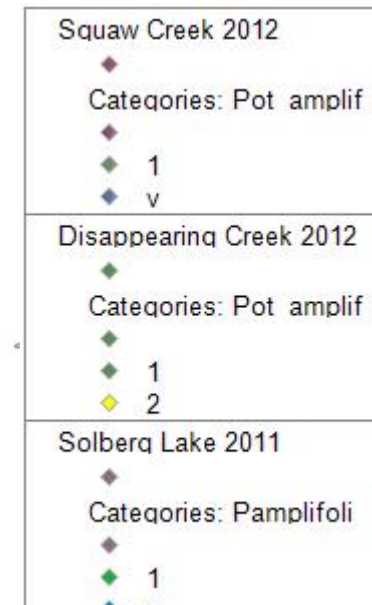 Squaw Creek 2012
Categories: Pot_amplif
1
v
Disappearing Creek 2012
Categories: Pot_amplif
1
2
Solberg Lake 2011
Categories: Pamplifoli
1